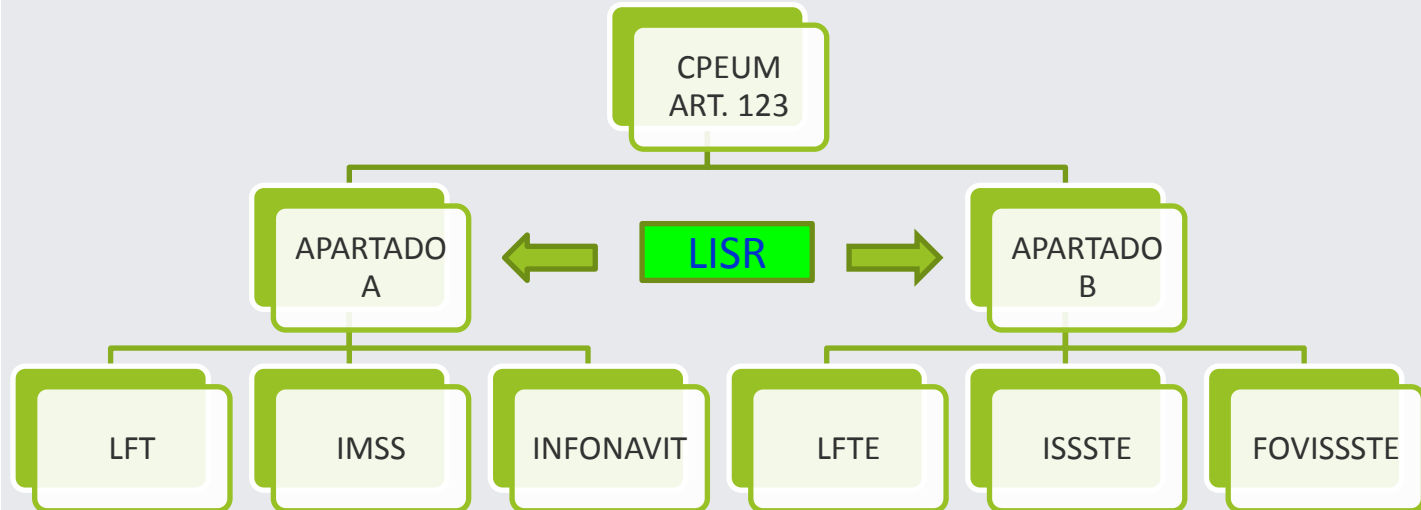 CPEUM
ART. 123
APARTADO
A
LISR
APARTADO
B
LFT
IMSS
INFONAVIT
LFTE
ISSSTE
FOVISSSTE